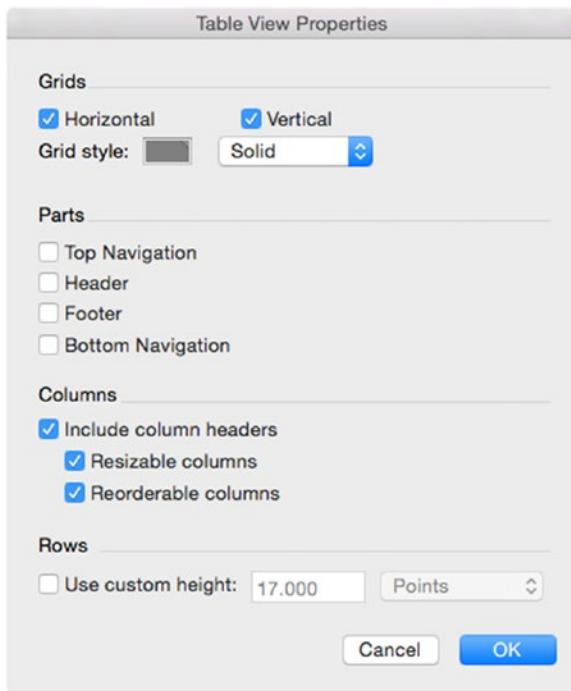 Table View Properties
Grids
Horizontal Vertical
Grid style: Solid
Parts
Top Navigation
Header
Footer
Bottom Navigation
Columns
Include column headers
Resizable columns
Reorderable columns
Rows
Use custom height: 17.000 Points
Cancel OK